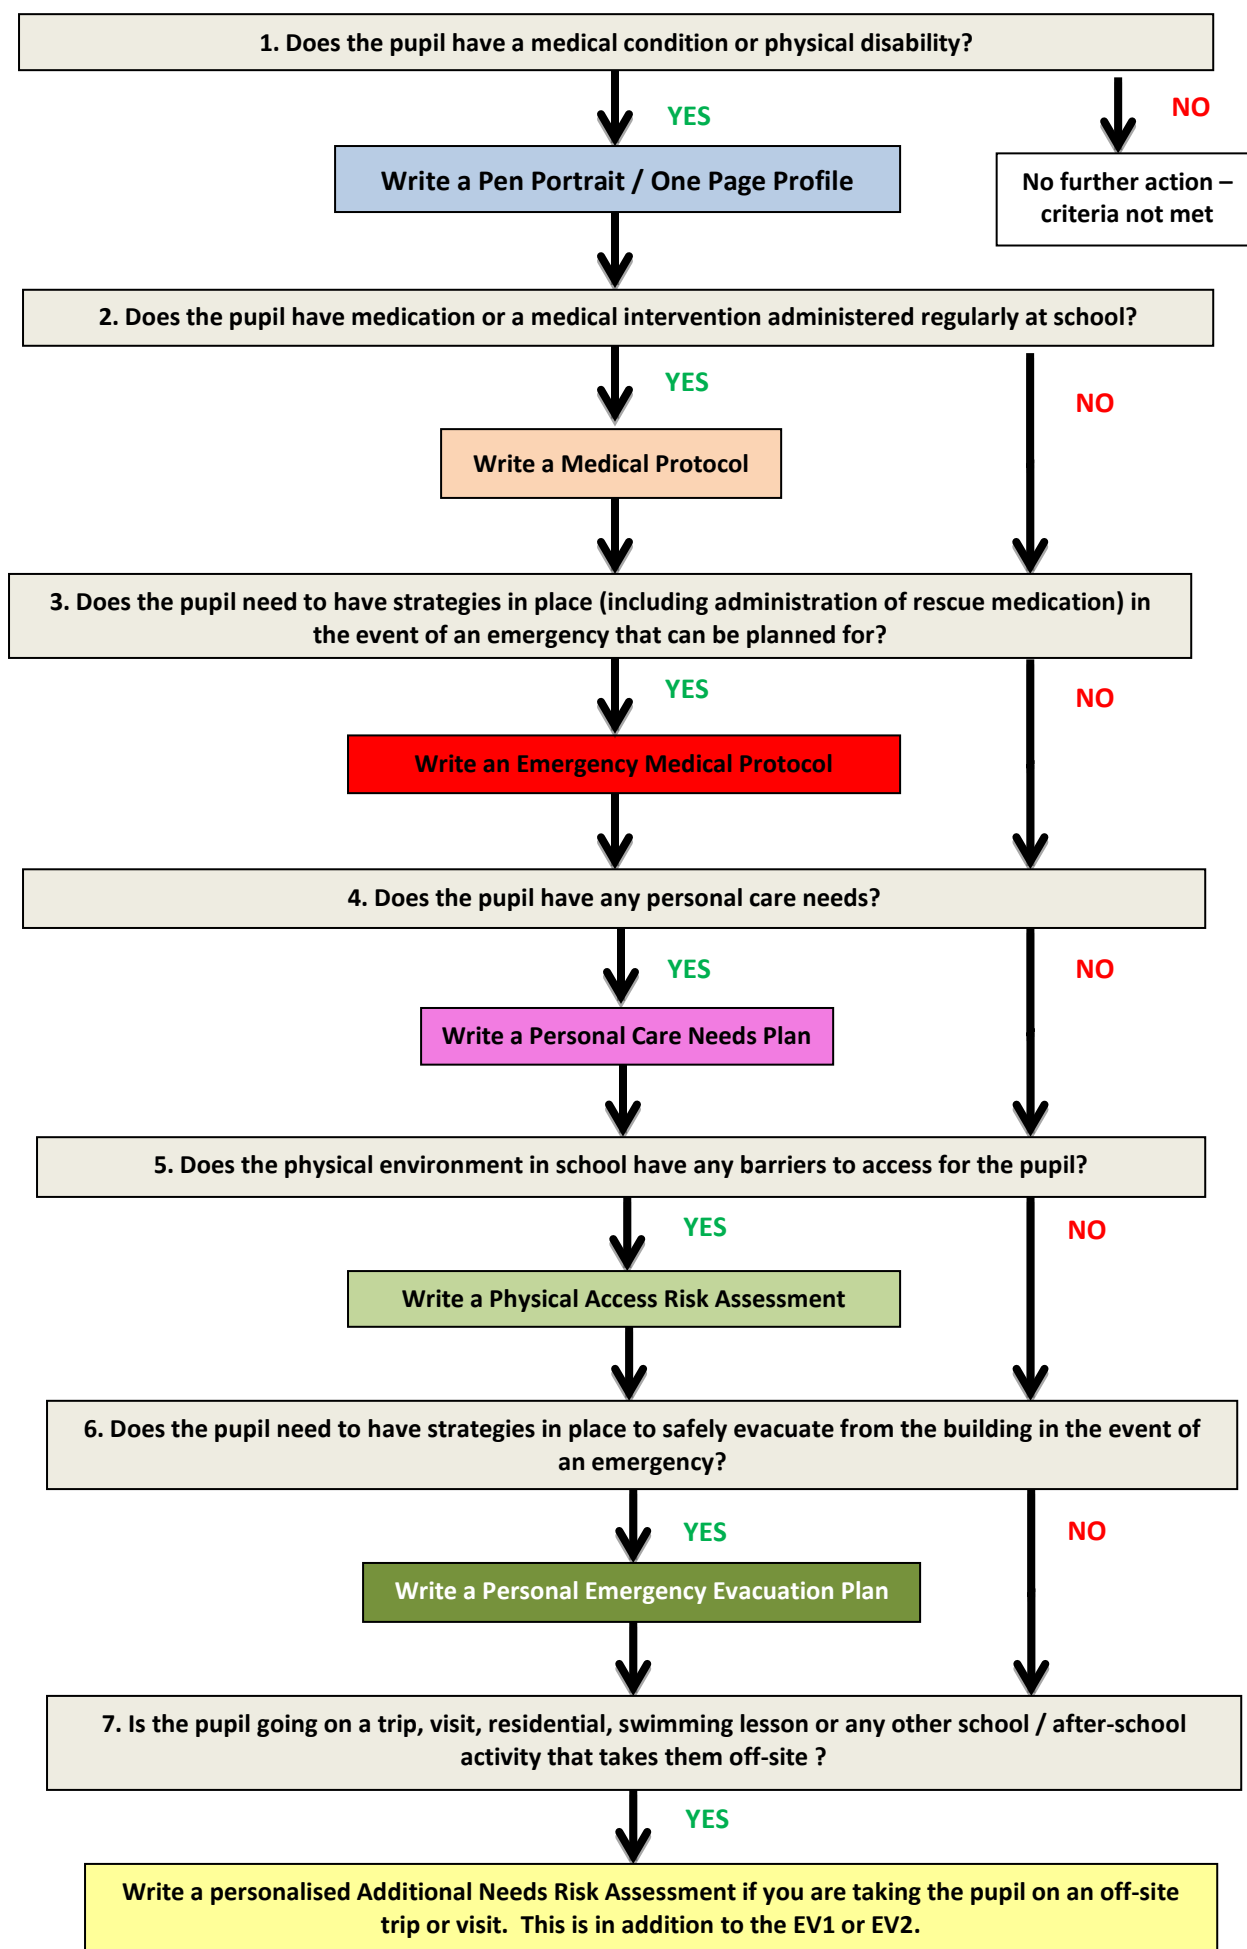 1. Does the pupil have a medical condition or physical disability?
YES
NO
Write a Pen Portrait / One Page Profile
No further action –
criteria not met
2. Does the pupil have medication or a medical intervention administered regularly at school?
YES
NO
Write a Medical Protocol
3. Does the pupil need to have strategies in place (including administration of rescue medication) in
the event of an emergency that can be planned for?
YES
NO
Write an Emergency Medical Protocol
4. Does the pupil have any personal care needs?
YES
NO
Write a Personal Care Needs Plan
5. Does the physical environment in school have any barriers to access for the pupil?
YES
NO
Write a Physical Access Risk Assessment
6. Does the pupil need to have strategies in place to safely evacuate from the building in the event of
an emergency?
YES
NO
Write a Personal Emergency Evacuation Plan
7. Is the pupil going on a trip, visit, residential, swimming lesson or any other school / after-school
activity that takes them off-site ?
YES
Write a personalised Additional Needs Risk Assessment if you are taking the pupil on an off-site
trip or visit.  This is in addition to the EV1 or EV2.